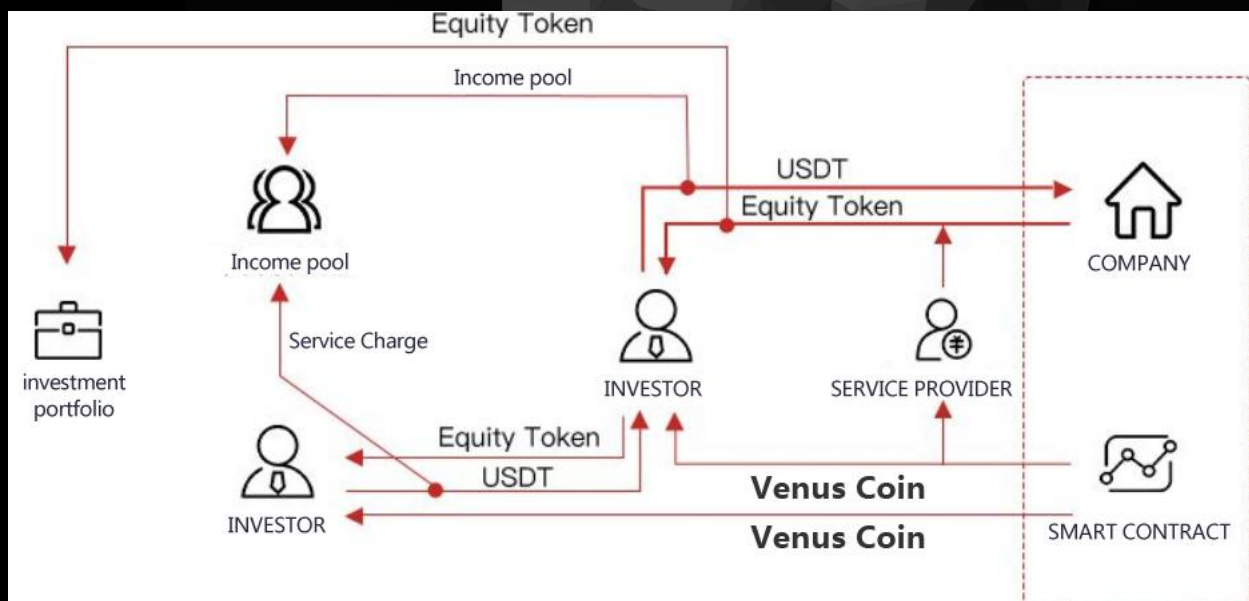 Equity Token
Income pool
USDT
Equity Token
Income pool
COMPANY
Service Charge
investment
portfolio
INVESTOR
SERVICE PROVIDER
Equity Token
USDT
Venus Coin
INVESTOR
Venus Coin
SMART CONTRACT